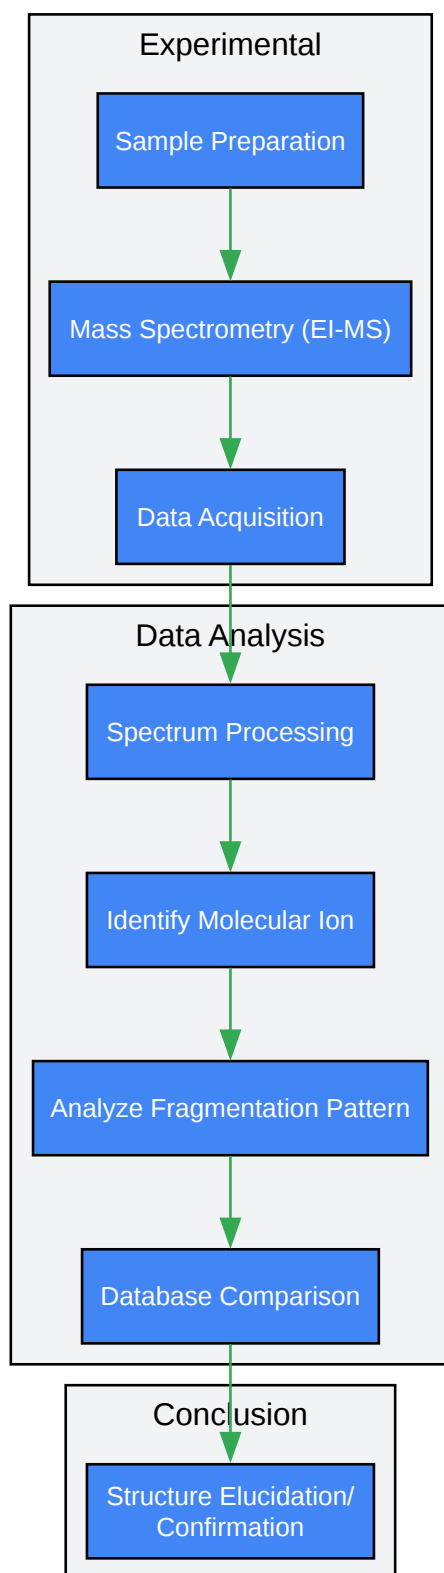 Experimental
Sample Preparation
Mass Spectrometry (EI-MS)
Data Acquisition
Data Analysis
Spectrum Processing
Identify Molecular Ion
Analyze Fragmentation Pattern
Database Comparison
Conclusion
Structure Elucidation/
Confirmation